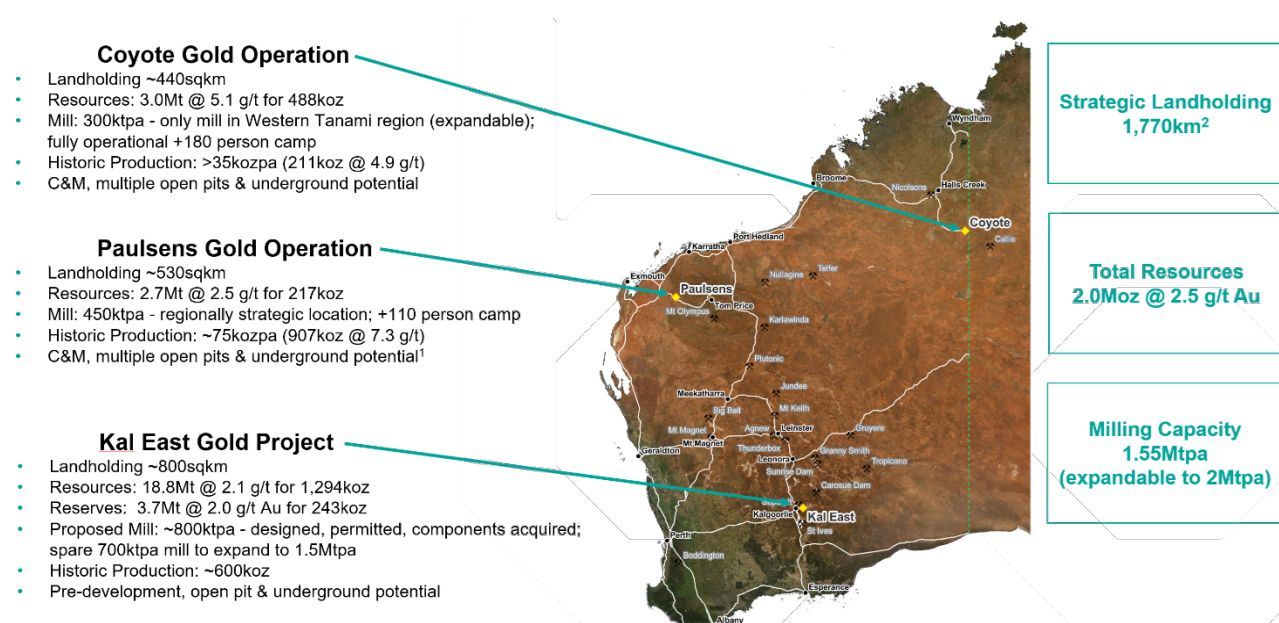 Coyote Gold Operation
• Landholding ~440sqkm
• Resources: 3.0Mt @ 5.1 g/t for 488koz
• Mill: 300ktpa - only mill in Western Tanami region (expandable);
fully operational +180 person camp
• Historic Production: >35kozpa (211koz @ 4.9 g/t)
• C&M, multiple open pits & underground potential
Paulsens Gold Operation
• Landholding ~530sqkm
• Resources: 2.7Mt @ 2.5 g/t for 217koz
• Mill: 450ktpa - regionally strategic location; +110 person camp
• Historic Production: ~75kozpa (907koz @ 7.3 g/t)
• C&M, multiple open pits & underground potential¹
Kal East Gold Project
• Landholding ~800sqkm
• Resources: 18.8Mt @ 2.1 g/t for 1,294koz
• Reserves: 3.7Mt @ 2.0 g/t Au for 243koz
• Proposed Mill: ~800ktpa - designed, permitted, components acquired;
spare 700ktpa mill to expand to 1.5Mtpa
• Historic Production: ~600koz
• Pre-development, open pit & underground potential
Wyndham
Broome
Nicolsons
Halls Creek
Coyote
Callie
Port Hedland
Karratha
Exmouth
Nullagine
Telfer
Paulsens
Tom Price
Mt Olympus
Karlawinda
Plutonic
Jundee
Meekatharra
Big Bell
Mt Keith
Mt Magnet
Mt Magnet
Agnew
Leinster
Gruyere
Thunderbox
Geraldton
Leonora
Granny Smith
Sunrise Dam
Tropicana
Carosue Dam
Kalgoorlie
Kal East
St Ives
Perth
Boddington
Esperance
Albany
Strategic Landholding
1,770km²
Total Resources
2.0Moz @ 2.5 g/t Au
Milling Capacity
1.55Mtpa
(expandable to 2Mtpa)